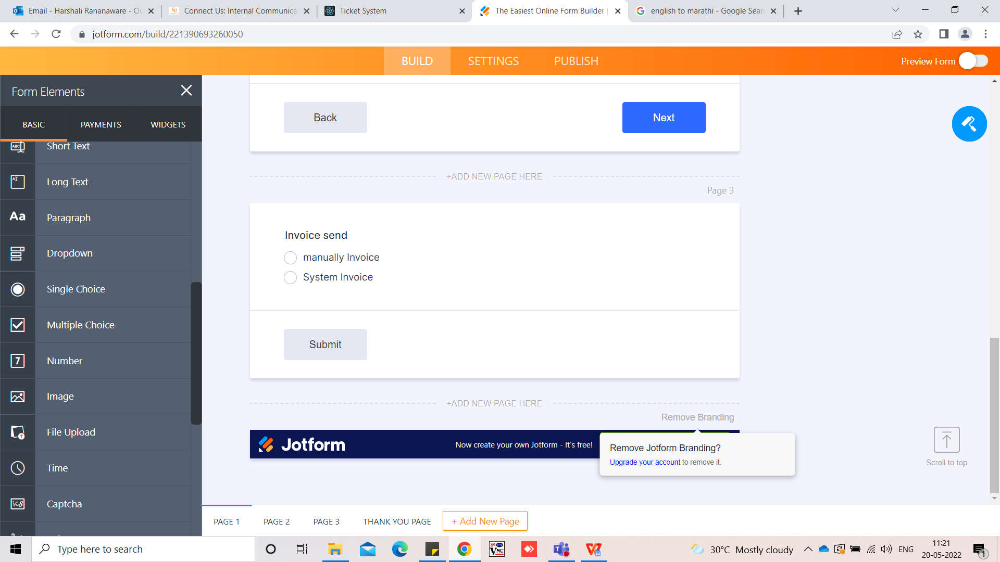 Email - Harshali Rananaware - Ou
Connect Us: Internal Communica
Ticket System
The Easiest Online Form Builder |
english to marathi - Google Sear
jotform.com/build/221390693260050
BUILD
SETTINGS
PUBLISH
Preview Form
Form Elements
BASIC
PAYMENTS
WIDGETS
Short Text
Long Text
Paragraph
Dropdown
Single Choice
Multiple Choice
Number
Image
File Upload
Time
Captcha
Back
Next
+ADD NEW PAGE HERE
Page 3
Invoice send
manually Invoice
System Invoice
Submit
+ADD NEW PAGE HERE
Remove Branding
Jotform
Now create your own Jotform - It's free!
Remove Jotform Branding?
Upgrade your account to remove it.
Scroll to top
PAGE 1
PAGE 2
PAGE 3
THANK YOU PAGE
+ Add New Page
Type here to search
30°C Mostly cloudy
ENG
11:21
20-05-2022
1